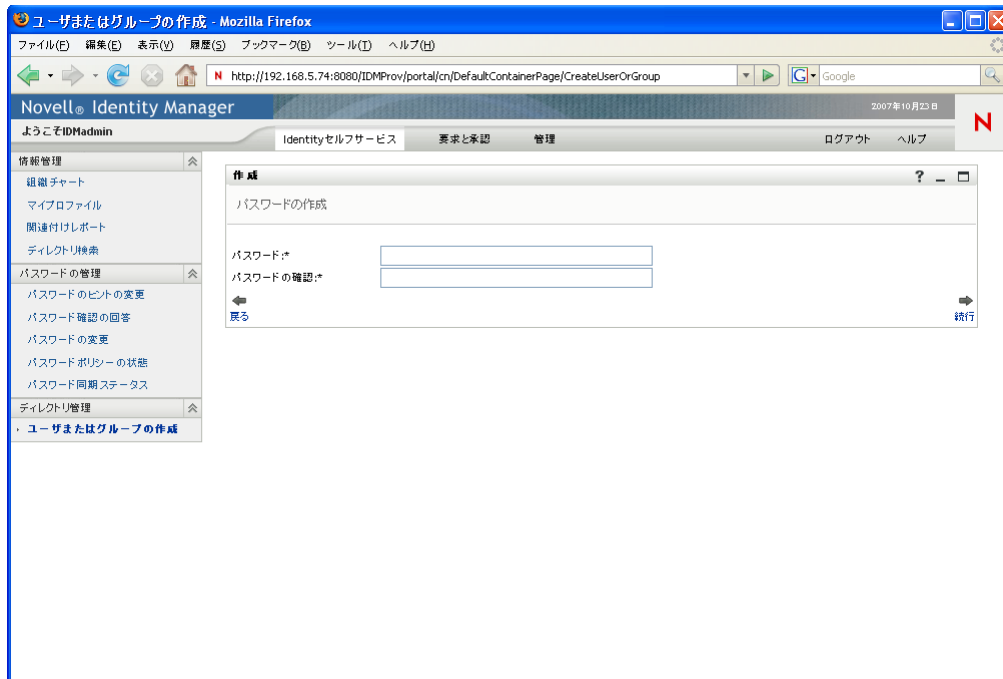 ユーザまたはグループの作成 - Mozilla Firefox
ファイル(F) 編集(E) 表示(V) 履歴(S) ブックマーク(B) ツール(T) ヘルプ(H)
N http://192.168.5.74:8080/IDMProv/portal/cn/DefaultContainerPage/CreateUserOrGroup G Google
Novell® Identity Manager 2007年10月23日
N
ようこそIDMadmin
Identityセルフサービス 要求と承認 管理 ログアウト ヘルプ
情報管理
組織チャート
マイプロファイル
関連付けレポート
ディレクトリ検索
パスワードの管理
パスワードのヒントの変更
パスワード確認の回答
パスワードの変更
パスワードポリシーの状態
パスワード同期ステータス
ディレクトリ管理
ユーザまたはグループの作成
作成 ?
パスワードの作成
パスワード:*
パスワードの確認:*
戻る 続行